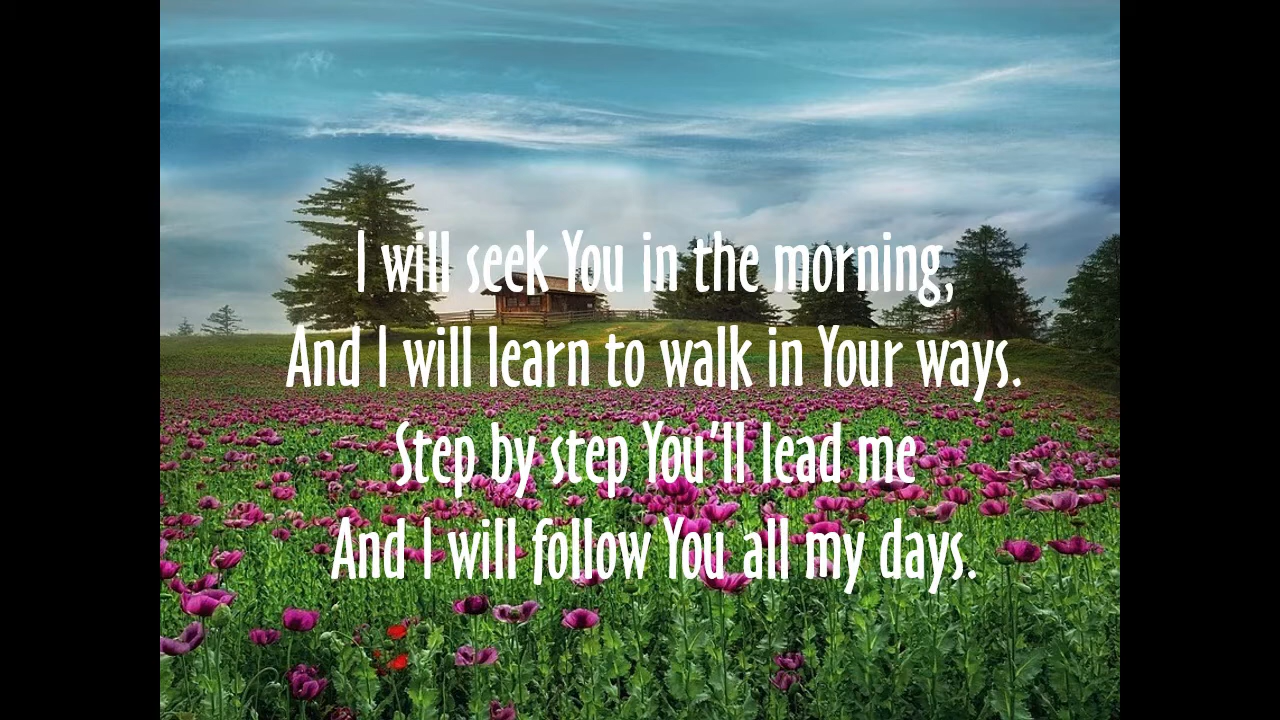 I will seek You in the morning,
And I will learn to walk in Your ways.
Step by step You'll lead me
And I will follow You all my days.